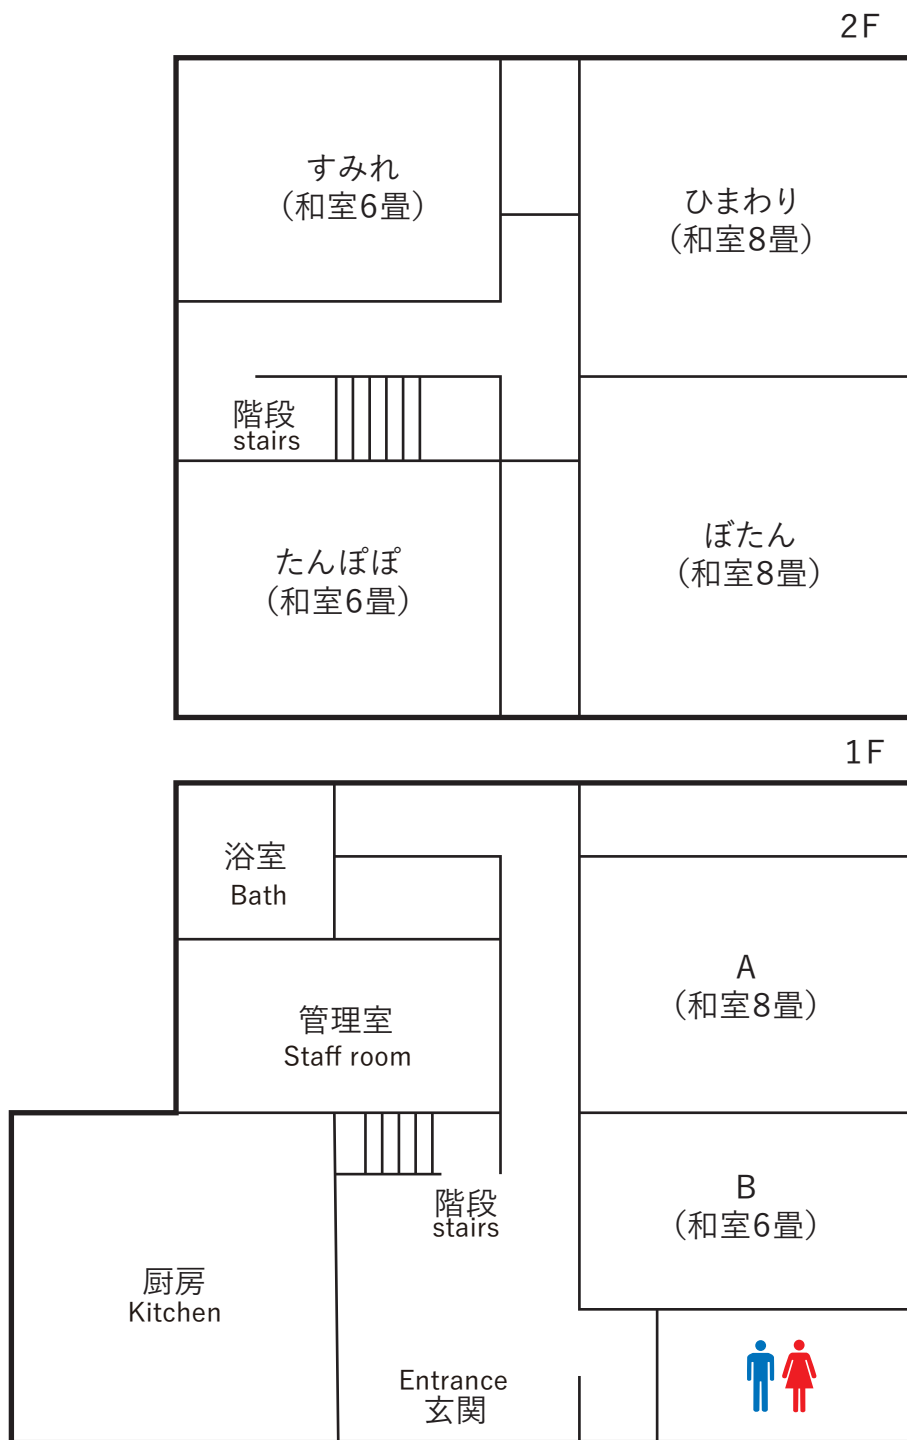 2F
すみれ
（和室6畳）
ひまわり
（和室8畳）
階段
stairs
たんぽぽ
（和室6畳）
ぼたん
（和室8畳）
1F
浴室
Bath
A
（和室8畳）
管理室
Staff room
階段
stairs
B
（和室6畳）
厨房
Kitchen
Entrance
玄関